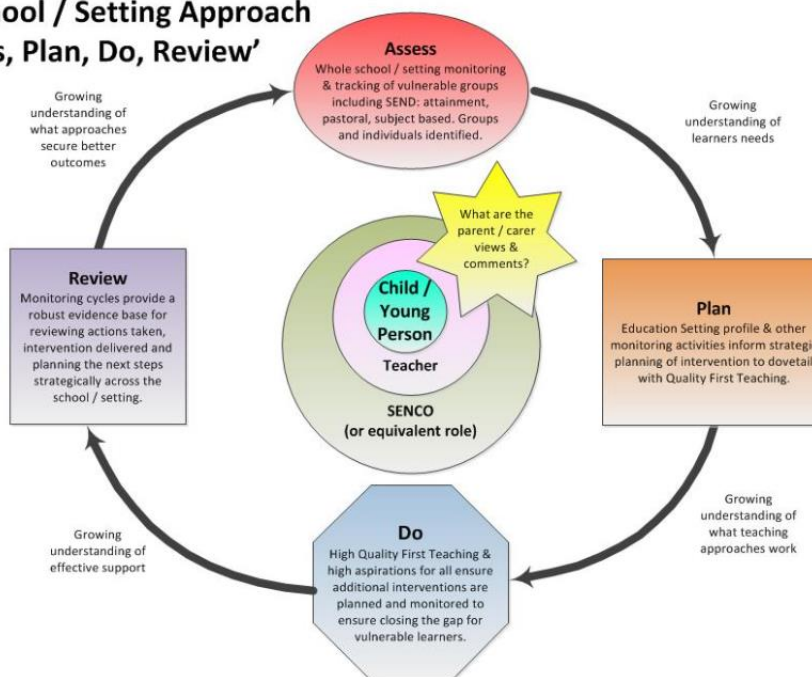 ool / Setting Approach
s, Plan, Do, Review’
Assess
Whole school / setting monitoring
& tracking of vulnerable groups
including SEND: attainment,
pastoral, subject based. Groups
and individuals identified.
Growing
understanding of
learners needs
Plan
Education Setting profile & other
monitoring activities inform strategi
planning of intervention to dovetail
with Quality First Teaching.
Growing
understanding of
what teaching
approaches work
Do
High Quality First Teaching &
high aspirations for all ensure
additional interventions are
planned and monitored to
ensure closing the gap for
vulnerable learners.
Growing
understanding of
effective support
Review
Monitoring cycles provide a
robust evidence base for
reviewing actions taken,
intervention delivered and
planning the next steps
strategically across the
school / setting.
Growing
understanding of
what approaches
secure better
outcomes
What are the
parent / carer
views &
comments?
Child /
Young
Person
Teacher
SENCO
(or equivalent role)